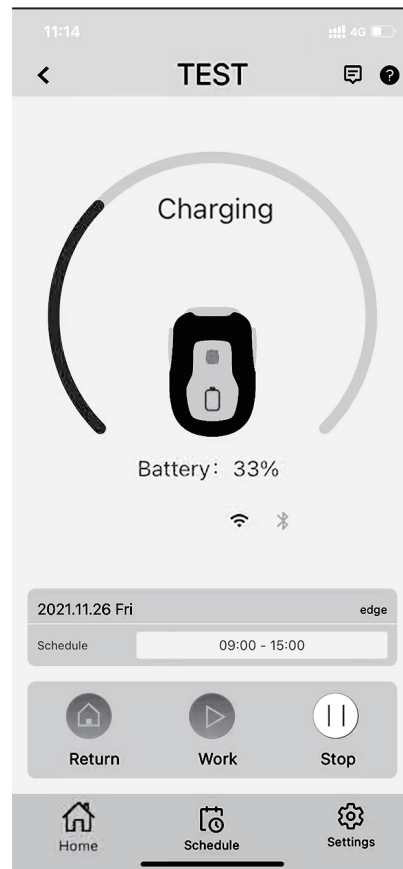 11:14 4G
TEST
?
Charging
Battery: 33%
2021.11.26 Fri edge
Schedule 09:00 - 15:00
Return Work Stop
Home Schedule Settings